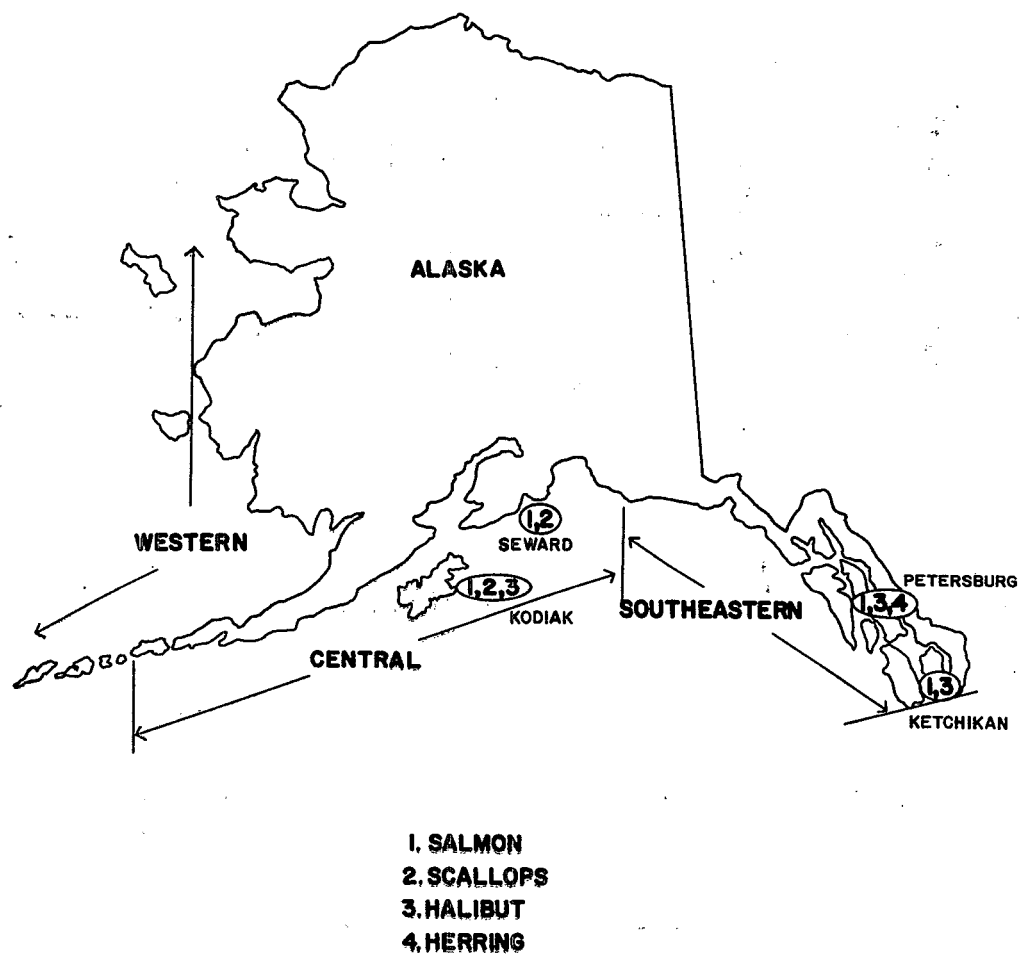 ALASKA
1,2
SEWARD
WESTERN
1,2,3
KODIAK
PETERSBURG
1,3,4
SOUTHEASTERN
CENTRAL
1,3
KETCHIKAN
1. SALMON
2. SCALLOPS
3. HALIBUT
4. HERRING